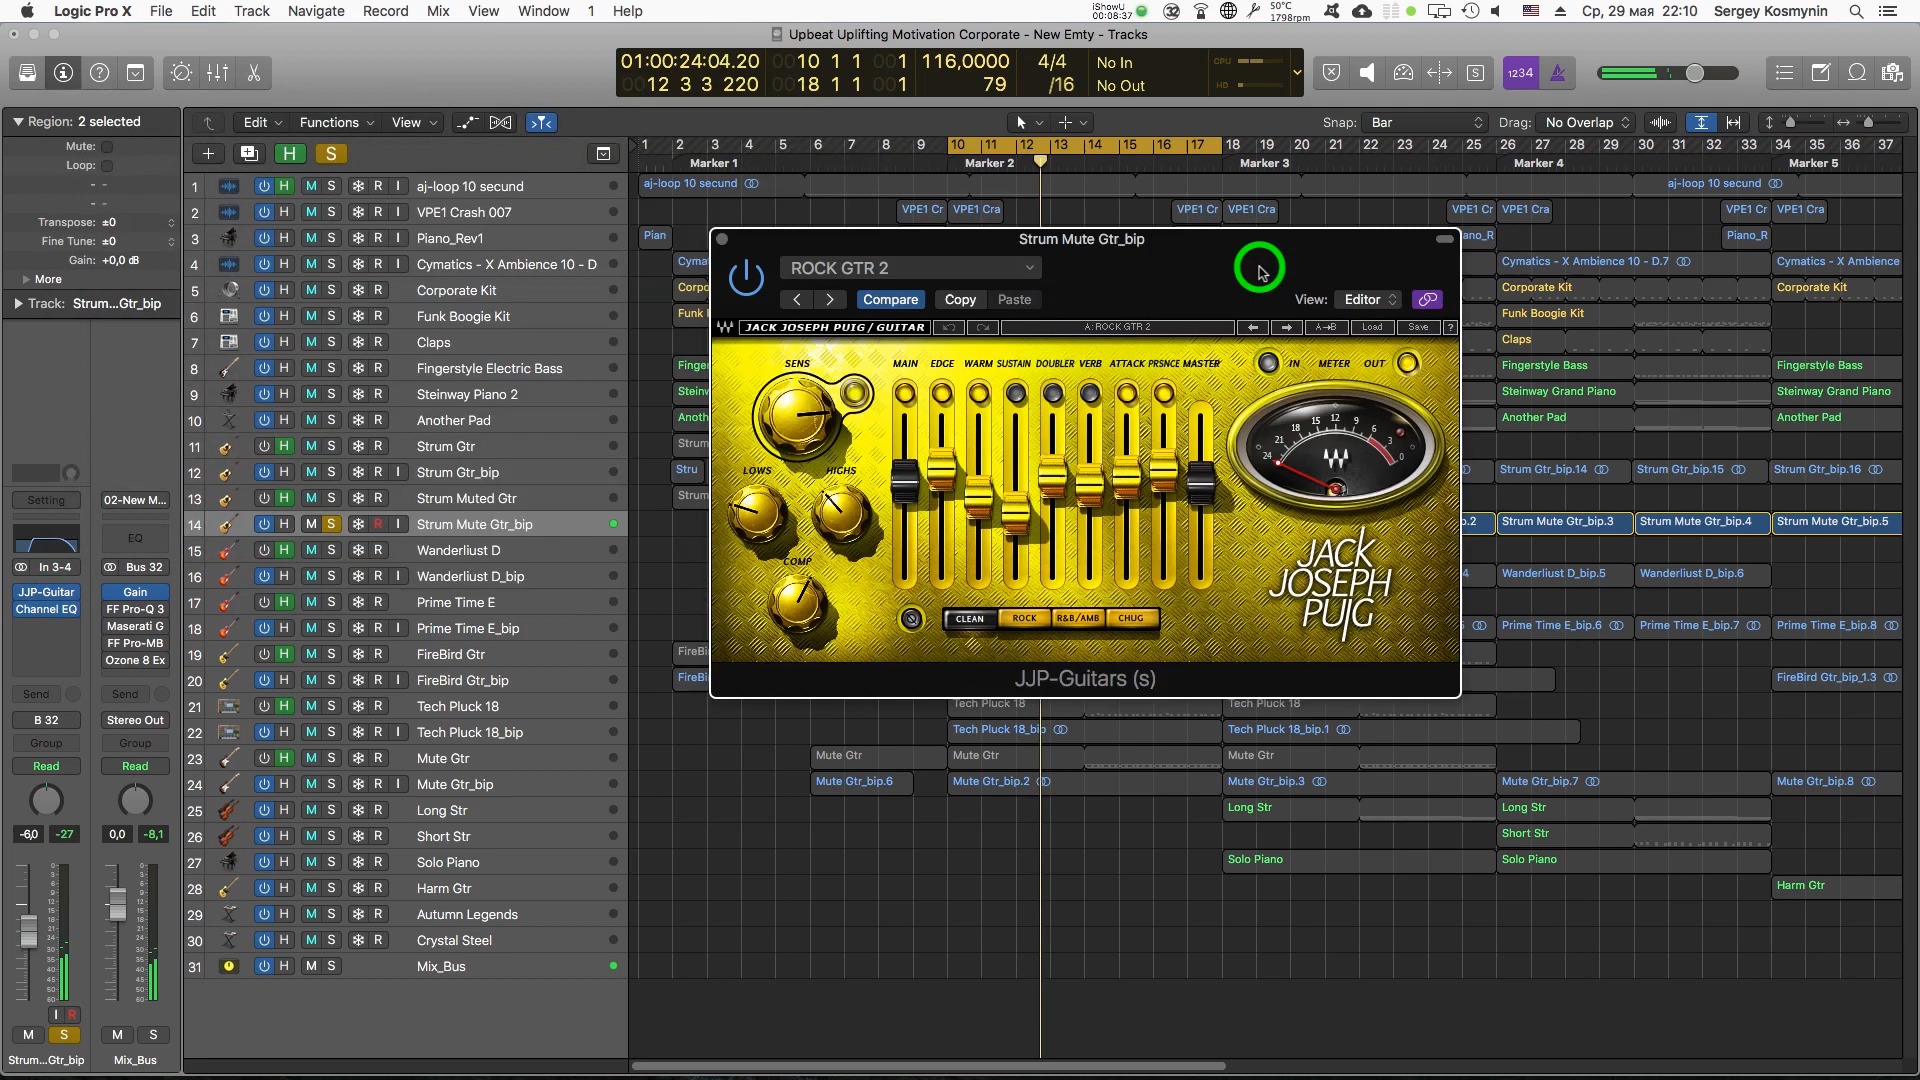 Logic Pro X File Edit Track Navigate Record Mix View Window 1 Help
iShowU 00:08:37 50°C 1798rpm Ср, 29 мая 22:10 Sergey Kosmynin
Upbeat Uplifting Motivation Corporate - New Emty - Tracks
01:00:24:04.20 0010 1 1 001 116,0000 4/4 No In CPU
0012 3 3 220 0018 1 1 001 79 /16 No Out HD
S 1234
Region: 2 selected
Edit Functions View Snap: Bar Drag: No Overlap
Mute:
Loop:
Transpose: ±0
Fine Tune: ±0
Gain: +0,0 dB
More
Track: Strum...Gtr_bip
H S
1 2 3 4 5 6 7 8 9 10 11 12 13 14 15 16 17 18 19 20 21 22 23 24 25 26 27 28 29 30 31 32 33 34 35 36 37
Marker 1 Marker 2 Marker 3 Marker 4 Marker 5
1 H M S R I aj-loop 10 secund aj-loop 10 secund aj-loop 10 secund
2 H M S R I VPE1 Crash 007 VPE1 Cr VPE1 Cra VPE1 Cr VPE1 Cra VPE1 Cr VPE1 Cra VPE1 Cr VPE1 Cra
3 H M S R Piano_Rev1 Pian ano_R Piano_R
4 H M S R I Cymatics - X Ambience 10 - D Cyma Cymatics - X Ambience 10 - D.7 Cymatics - X Ambience
5 H M S R Corporate Kit Corpo Corporate Kit Corporate Kit
6 H M S R Funk Boogie Kit Funk Funk Boogie Kit
7 H M S R Claps Claps
8 H M S R Fingerstyle Electric Bass Finge Fingerstyle Bass Fingerstyle Bass
9 H M S R Steinway Piano 2 Stein Steinway Grand Piano Steinway Grand Piano
10 H M S R Another Pad Anoth Another Pad Another Pad
11 H M S R Strum Gtr Strum
12 H M S R I Strum Gtr_bip Stru Strum Gtr_bip.14 Strum Gtr_bip.15 Strum Gtr_bip.16
13 H M S R Strum Muted Gtr Strum
14 H M S R I Strum Mute Gtr_bip p.2 Strum Mute Gtr_bip.3 Strum Mute Gtr_bip.4 Strum Mute Gtr_bip.5
15 H M S R Wanderliust D
16 H M S R I Wanderliust D_bip 4 Wanderliust D_bip.5 Wanderliust D_bip.6
17 H M S R Prime Time E
18 H M S R I Prime Time E_bip 5 Prime Time E_bip.6 Prime Time E_bip.7 Prime Time E_bip.8
19 H M S R FireBird Gtr FireBi
20 H M S R I FireBird Gtr_bip FireBi FireBird Gtr_bip_1.3
21 H M S R Tech Pluck 18 Tech Pluck 18 Tech Pluck 18
22 H M S R I Tech Pluck 18_bip Tech Pluck 18_bip Tech Pluck 18_bip.1
23 H M S R Mute Gtr Mute Gtr Mute Gtr Mute Gtr
24 H M S R I Mute Gtr_bip Mute Gtr_bip.6 Mute Gtr_bip.2 Mute Gtr_bip.3 Mute Gtr_bip.7 Mute Gtr_bip.8
25 H M S R Long Str Long Str Long Str
26 H M S R Short Str Short Str
27 H M S R Solo Piano Solo Piano Solo Piano
28 H M S R Harm Gtr Harm Gtr
29 H M S R Autumn Legends
30 H M S R Crystal Steel
31 H M S Mix_Bus
Strum Mute Gtr_bip
ROCK GTR 2
Compare Copy Paste View: Editor
JACK JOSEPH PUIG / GUITAR A:ROCK GTR 2 A→B Load Save ?
SENS MAIN EDGE WARM SUSTAIN DOUBLER VERB ATTACK PRSNCE MASTER IN METER OUT
24 21 18 15 12 9 6 3 0
LOWS HIGHS
COMP
JACK
JOSEPH
PUIG
CLEAN ROCK R&B/AMB CHUG
JJP-Guitars (s)
Setting 02-New M...
EQ
In 3-4 Bus 32
JJP-Guitar Gain
Channel EQ FF Pro-Q 3
Maserati G
FF Pro-MB
Ozone 8 Ex
Send Send
B 32 Stereo Out
Group Group
Read Read
-6,0 -27 0,0 -8,1
I R
M S M S
Strum...Gtr_bip Mix_Bus